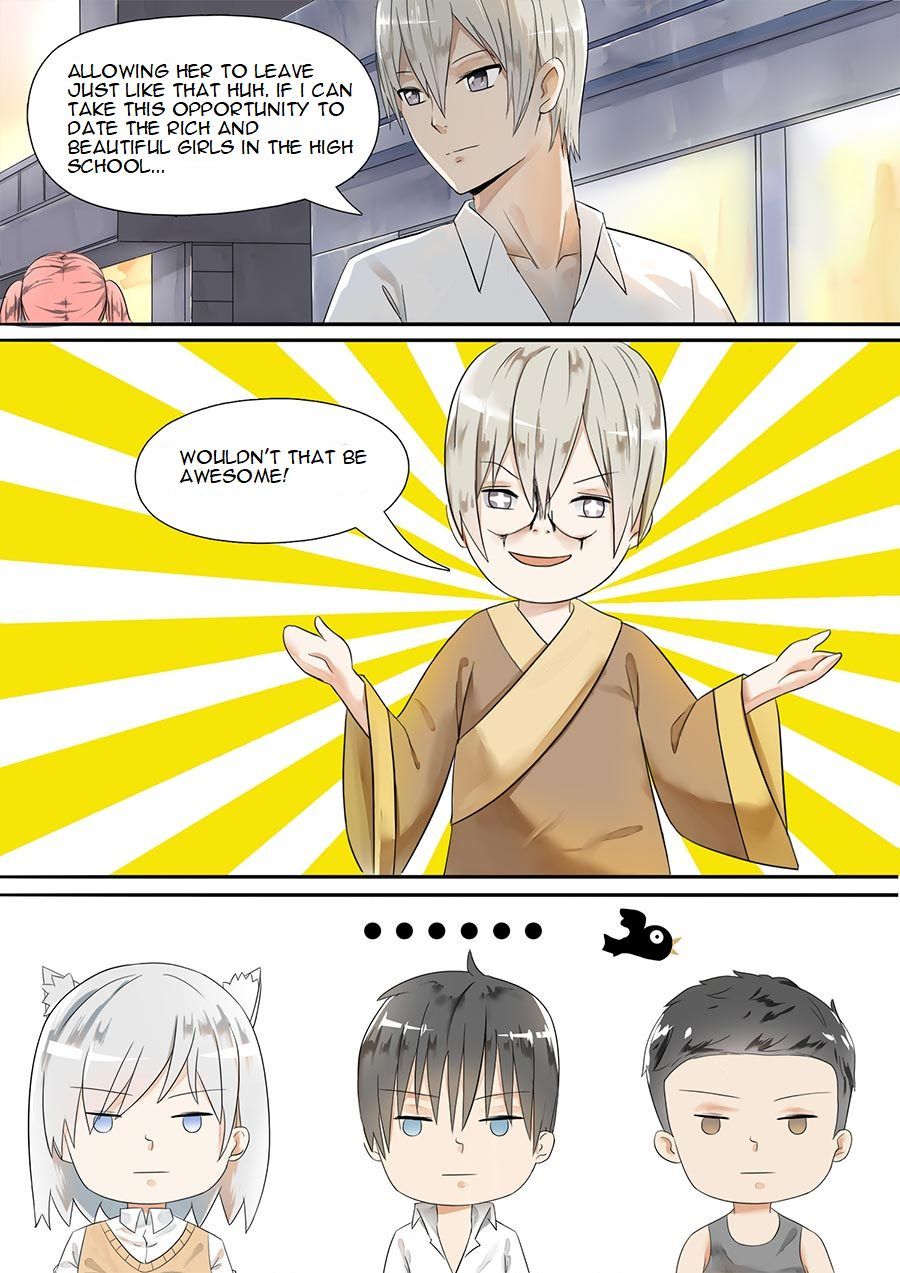 ALLOWING HER TO LEAVE
JUST LIKE THAT HUH. IF I CAN
TAKE THIS OPPORTUNITY TO
DATE THE RICH AND
BEAUTIFUL GIRLS IN THE HIGH
SCHOOL...
WOULDN'T THAT BE
AWESOME!